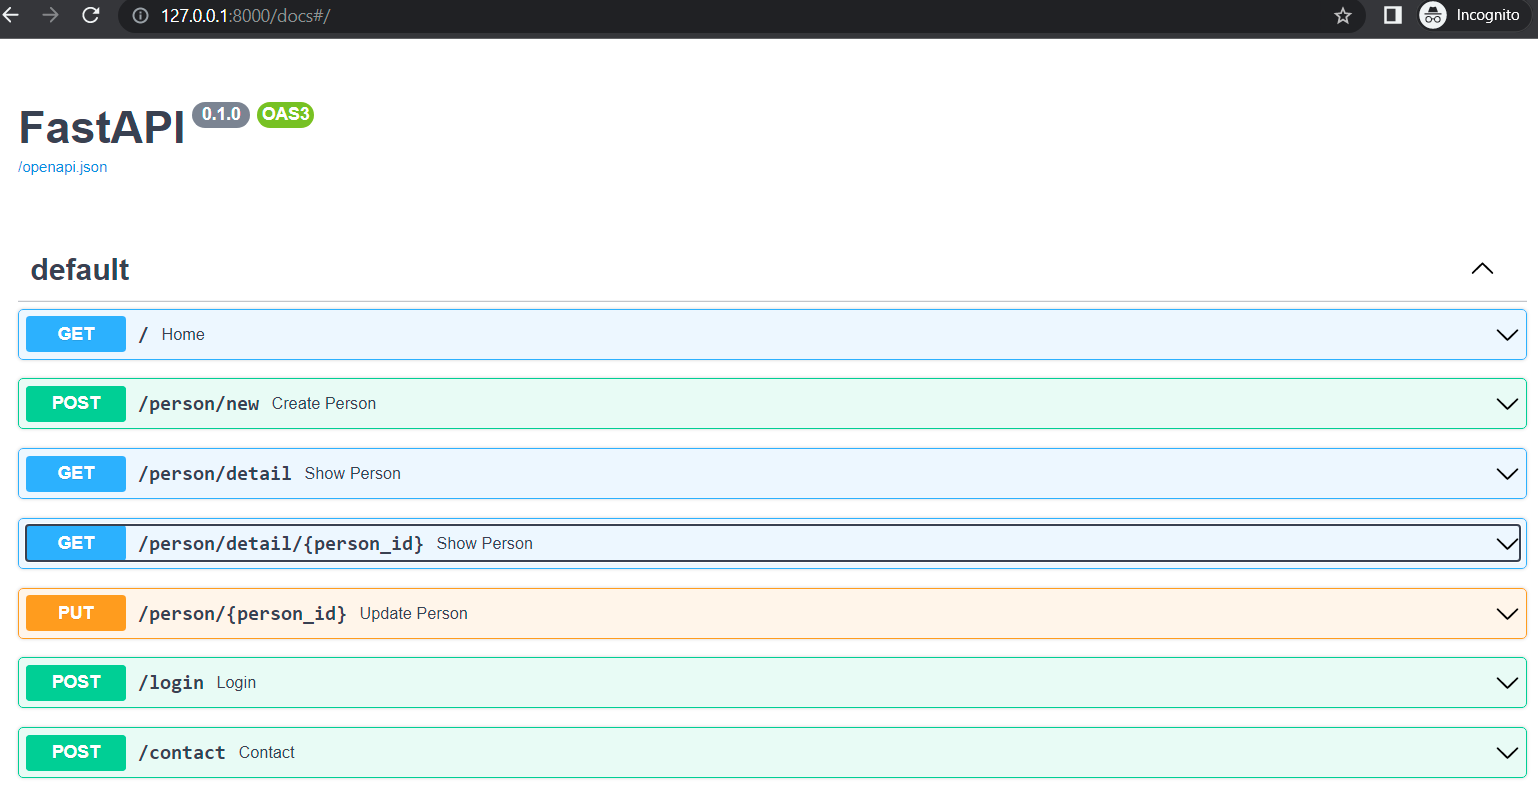 127.0.0.1:8000/docs#/ Incognito
FastAPI 0.1.0 OAS3
/openapi.json
default
GET / Home
POST /person/new Create Person
GET /person/detail Show Person
GET /person/detail/{person_id} Show Person
PUT /person/{person_id} Update Person
POST /login Login
POST /contact Contact